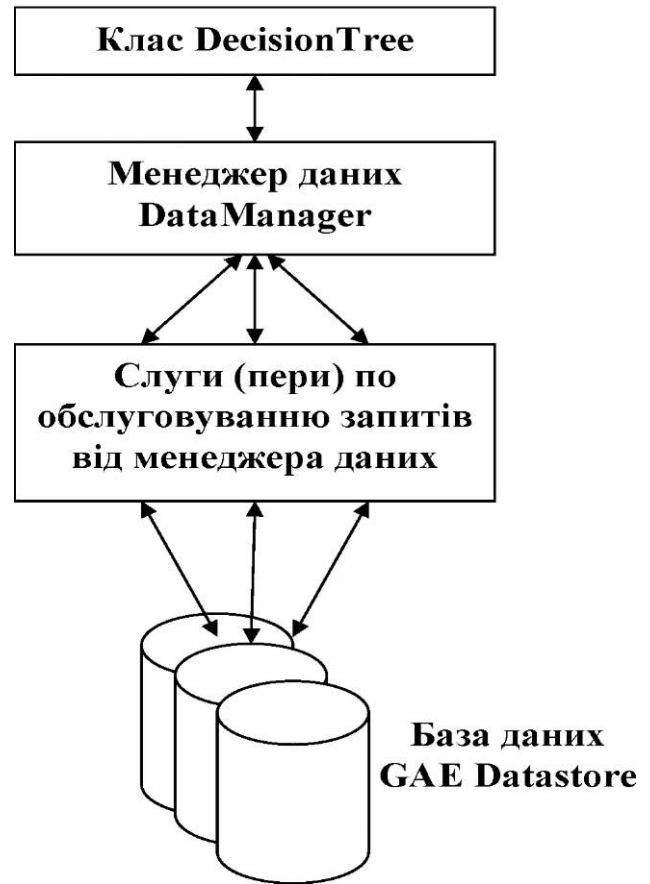 Клас DecisionTree
Менеджер даних
DataManager
Слуги (пери) по
обслуговуванню запитів
від менеджера даних
База даних
GAE Datastore